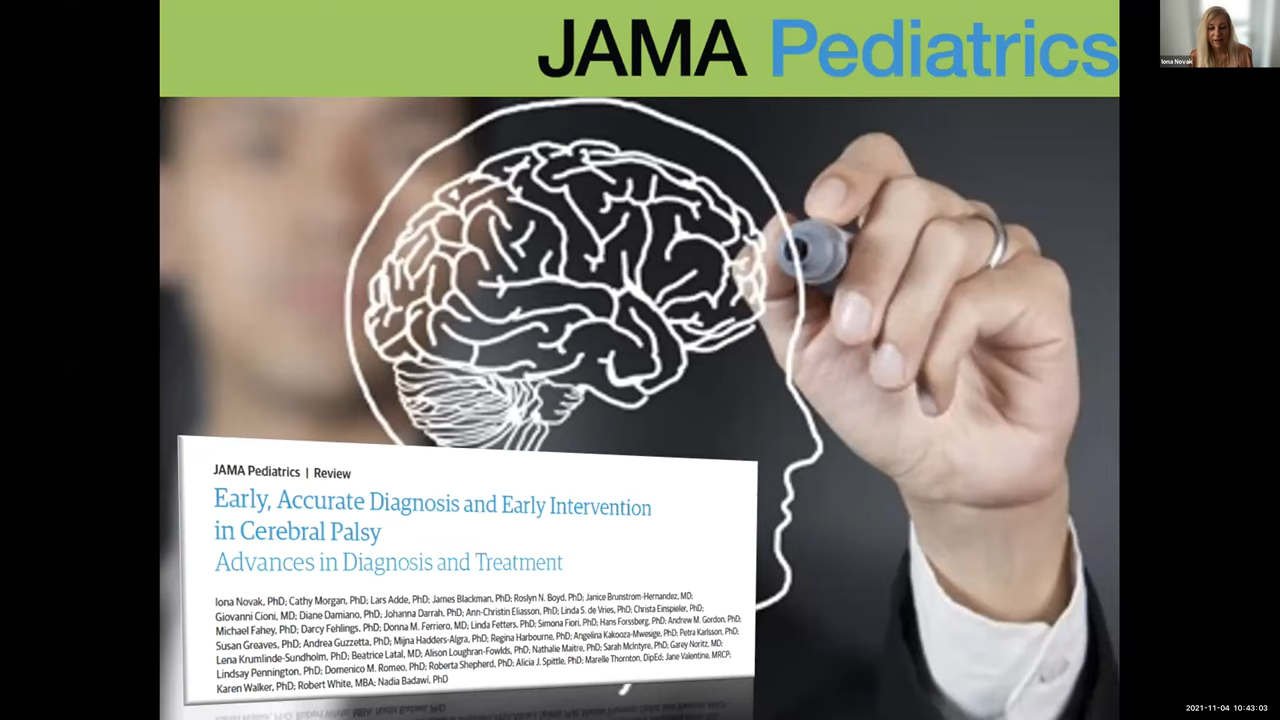 JAMA Pediatrics
Iona Novak
JAMA Pediatrics | Review
Early, Accurate Diagnosis and Early Intervention
in Cerebral Palsy
Advances in Diagnosis and Treatment
Iona Novak, PhD; Cathy Morgan, PhD; Lars Adde, PhD; James Blackman, PhD; Roslyn N. Boyd, PhD; Janice Brunstrom-Hernandez, MD;
Giovanni Cioni, MD; Diane Damiano, PhD; Johanna Darrah, PhD; Ann-Christin Eliasson, PhD; Linda S. de Vries, PhD; Christa Einspieler, PhD;
Michael Fahey, PhD; Darcy Fehlings, PhD; Donna M. Ferriero, MD; Linda Fetters, PhD; Simona Fiori, PhD; Hans Forssberg, PhD; Andrew M. Gordon, PhD;
Susan Greaves, PhD; Andrea Guzzetta, PhD; Mijna Hadders-Algra, PhD; Regina Harbourne, PhD; Angelina Kakooza-Mwesige, PhD; Petra Karlsson, PhD;
Lena Krumlinde-Sundholm, PhD; Beatrice Latal, MD; Alison Loughran-Fowlds, PhD; Nathalie Maitre, PhD; Sarah McIntyre, PhD; Garey Noritz, MD;
Lindsay Pennington, PhD; Domenico M. Romeo, PhD; Roberta Shepherd, PhD; Alicia J. Spittle, PhD; Marelle Thornton, DipEd; Jane Valentine, MRCP;
Karen Walker, PhD; Robert White, MBA; Nadia Badawi, PhD
2021-11-04 10:43:03